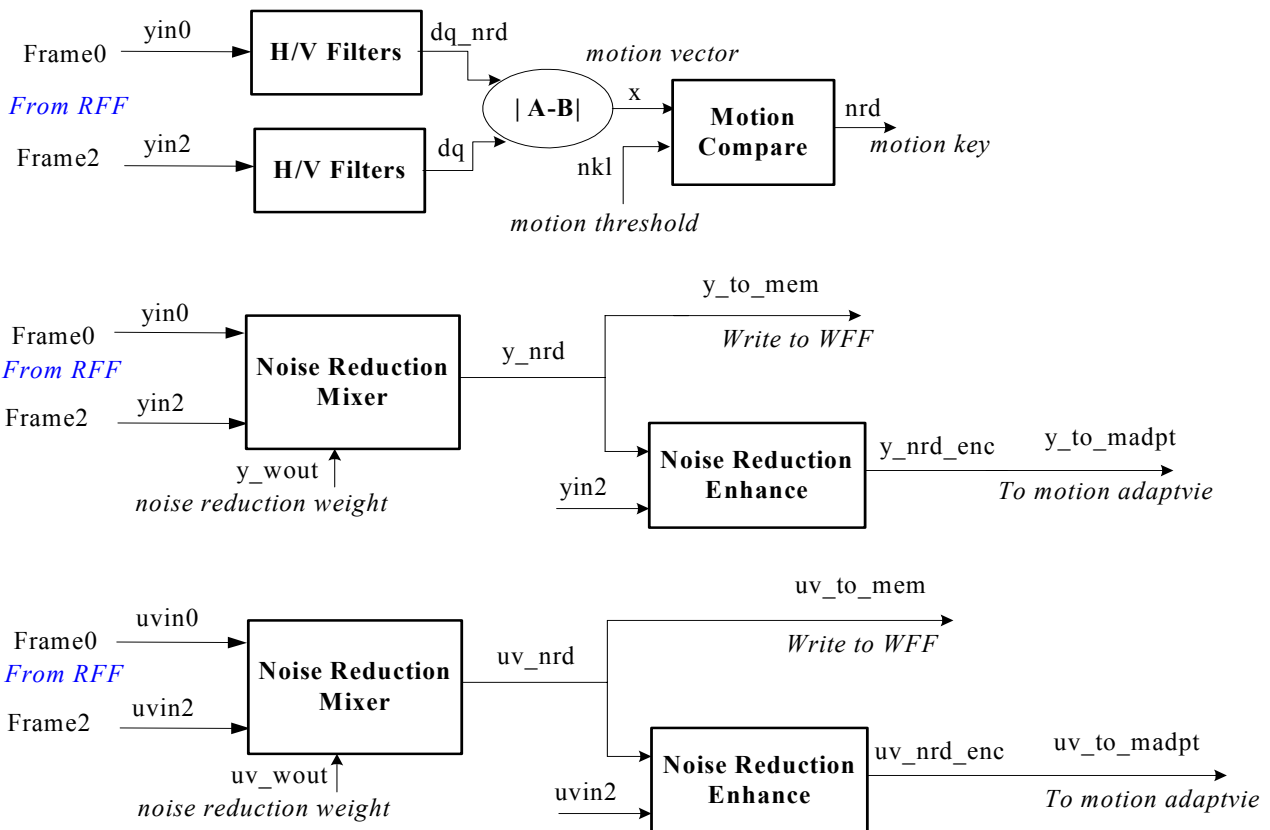 yin0
dq_nrd
Frame0
H/V Filters
motion vector
From RFF
| A-B|
x
Motion
Compare
nrd
motion key
Frame2
yin2
H/V Filters
dq
nkl
motion threshold
y_to_mem
Write to WFF
yin0
Frame0
From RFF
Noise Reduction
Mixer
y_nrd
yin2
Frame2
y_wout
noise reduction weight
Noise Reduction
Enhance
yin2
y_nrd_enc
y_to_madpt
To motion adaptvie
uv_to_mem
Write to WFF
uvin0
Frame0
From RFF
Noise Reduction
Mixer
uv_nrd
uvin2
Frame2
uv_wout
noise reduction weight
Noise Reduction
Enhance
uvin2
uv_nrd_enc
uv_to_madpt
To motion adaptvie